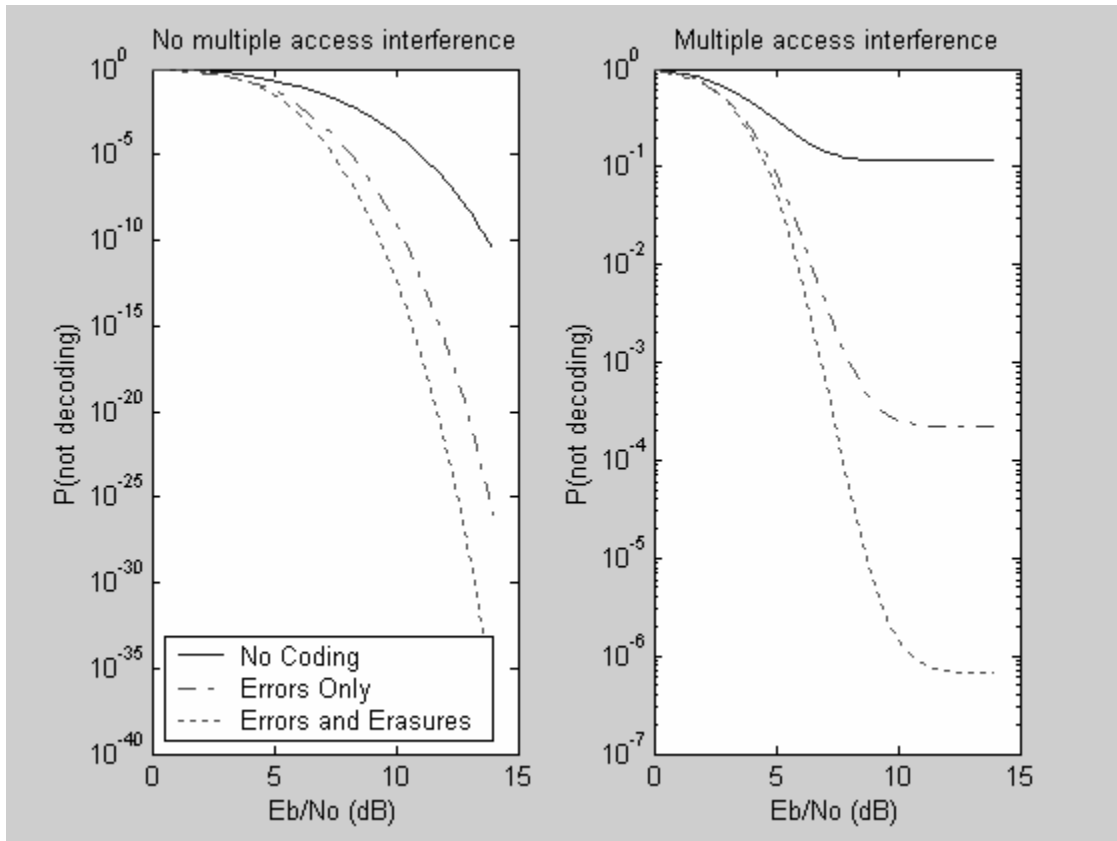 No multiple access interference
10^0
10^-5
10^-10
10^-15
10^-20
10^-25
10^-30
10^-35
10^-40
P(not decoding)
No Coding
Errors Only
Errors and Erasures
0 5 10 15
Eb/No (dB)
Multiple access interference
10^0
10^-1
10^-2
10^-3
10^-4
10^-5
10^-6
10^-7
P(not decoding)
0 5 10 15
Eb/No (dB)